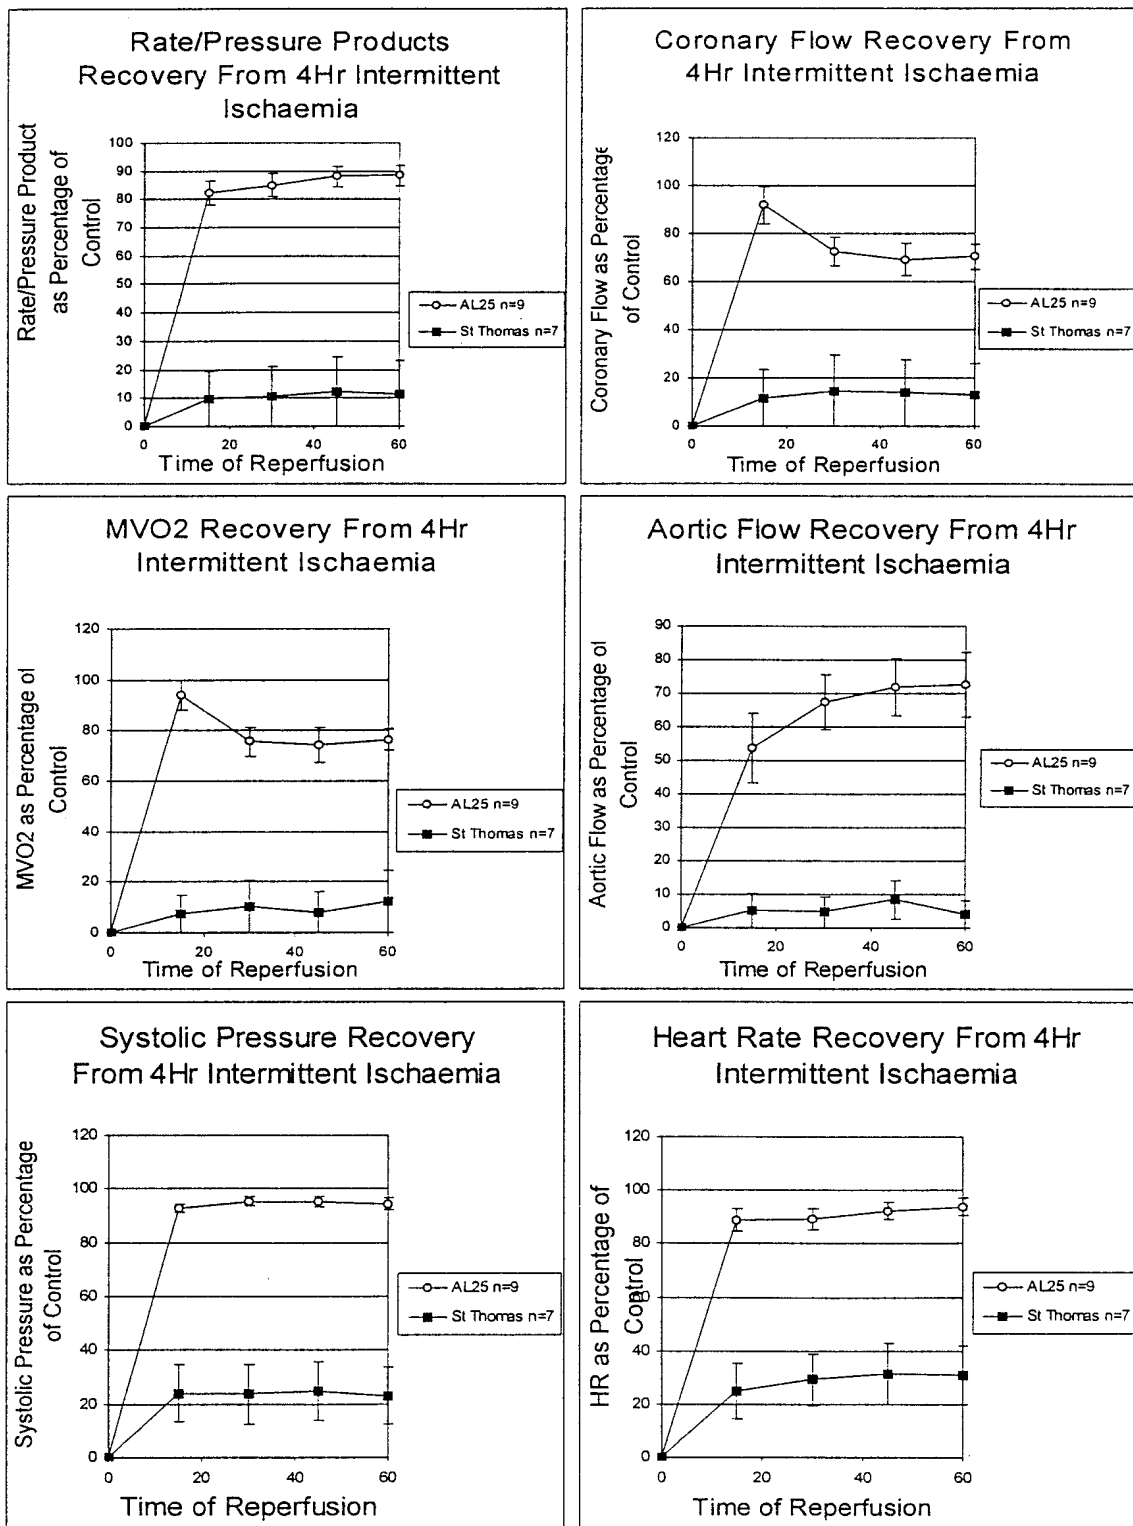 Rate/Pressure Products
Recovery From 4Hr Intermittent
Ischaemia
Rate/Pressure Product
as Percentage of
Control
100
90
80
70
60
50
40
30
20
10
0
0
20
40
60
Time of Reperfusion
AL25 n=9
St Thomas n=7
Coronary Flow Recovery From
4Hr Intermittent Ischaemia
Coronary Flow as Percentage
of Control
120
100
80
60
40
20
0
0
20
40
60
Time of Reperfusion
AL25 n=9
St Thomas n=7
MVO2 Recovery From 4Hr
Intermittent Ischaemia
MVO2 as Percentage of
Control
120
100
80
60
40
20
0
0
20
40
60
Time of Reperfusion
AL25 n=9
St Thomas n=7
Aortic Flow Recovery From 4Hr
Intermittent Ischaemia
Aortic Flow as Percentage of
Control
90
80
70
60
50
40
30
20
10
0
0
20
40
60
Time of Reperfusion
AL25 n=9
St Thomas n=7
Systolic Pressure Recovery
From 4Hr Intermittent Ischaemia
Systolic Pressure as Percentage
of Control
120
100
80
60
40
20
0
0
20
40
60
Time of Reperfusion
AL25 n=9
St Thomas n=7
Heart Rate Recovery From 4Hr
Intermittent Ischaemia
HR as Percentage of
Control
120
100
80
60
40
20
0
0
20
40
60
Time of Reperfusion
AL25 n=9
St Thomas n=7